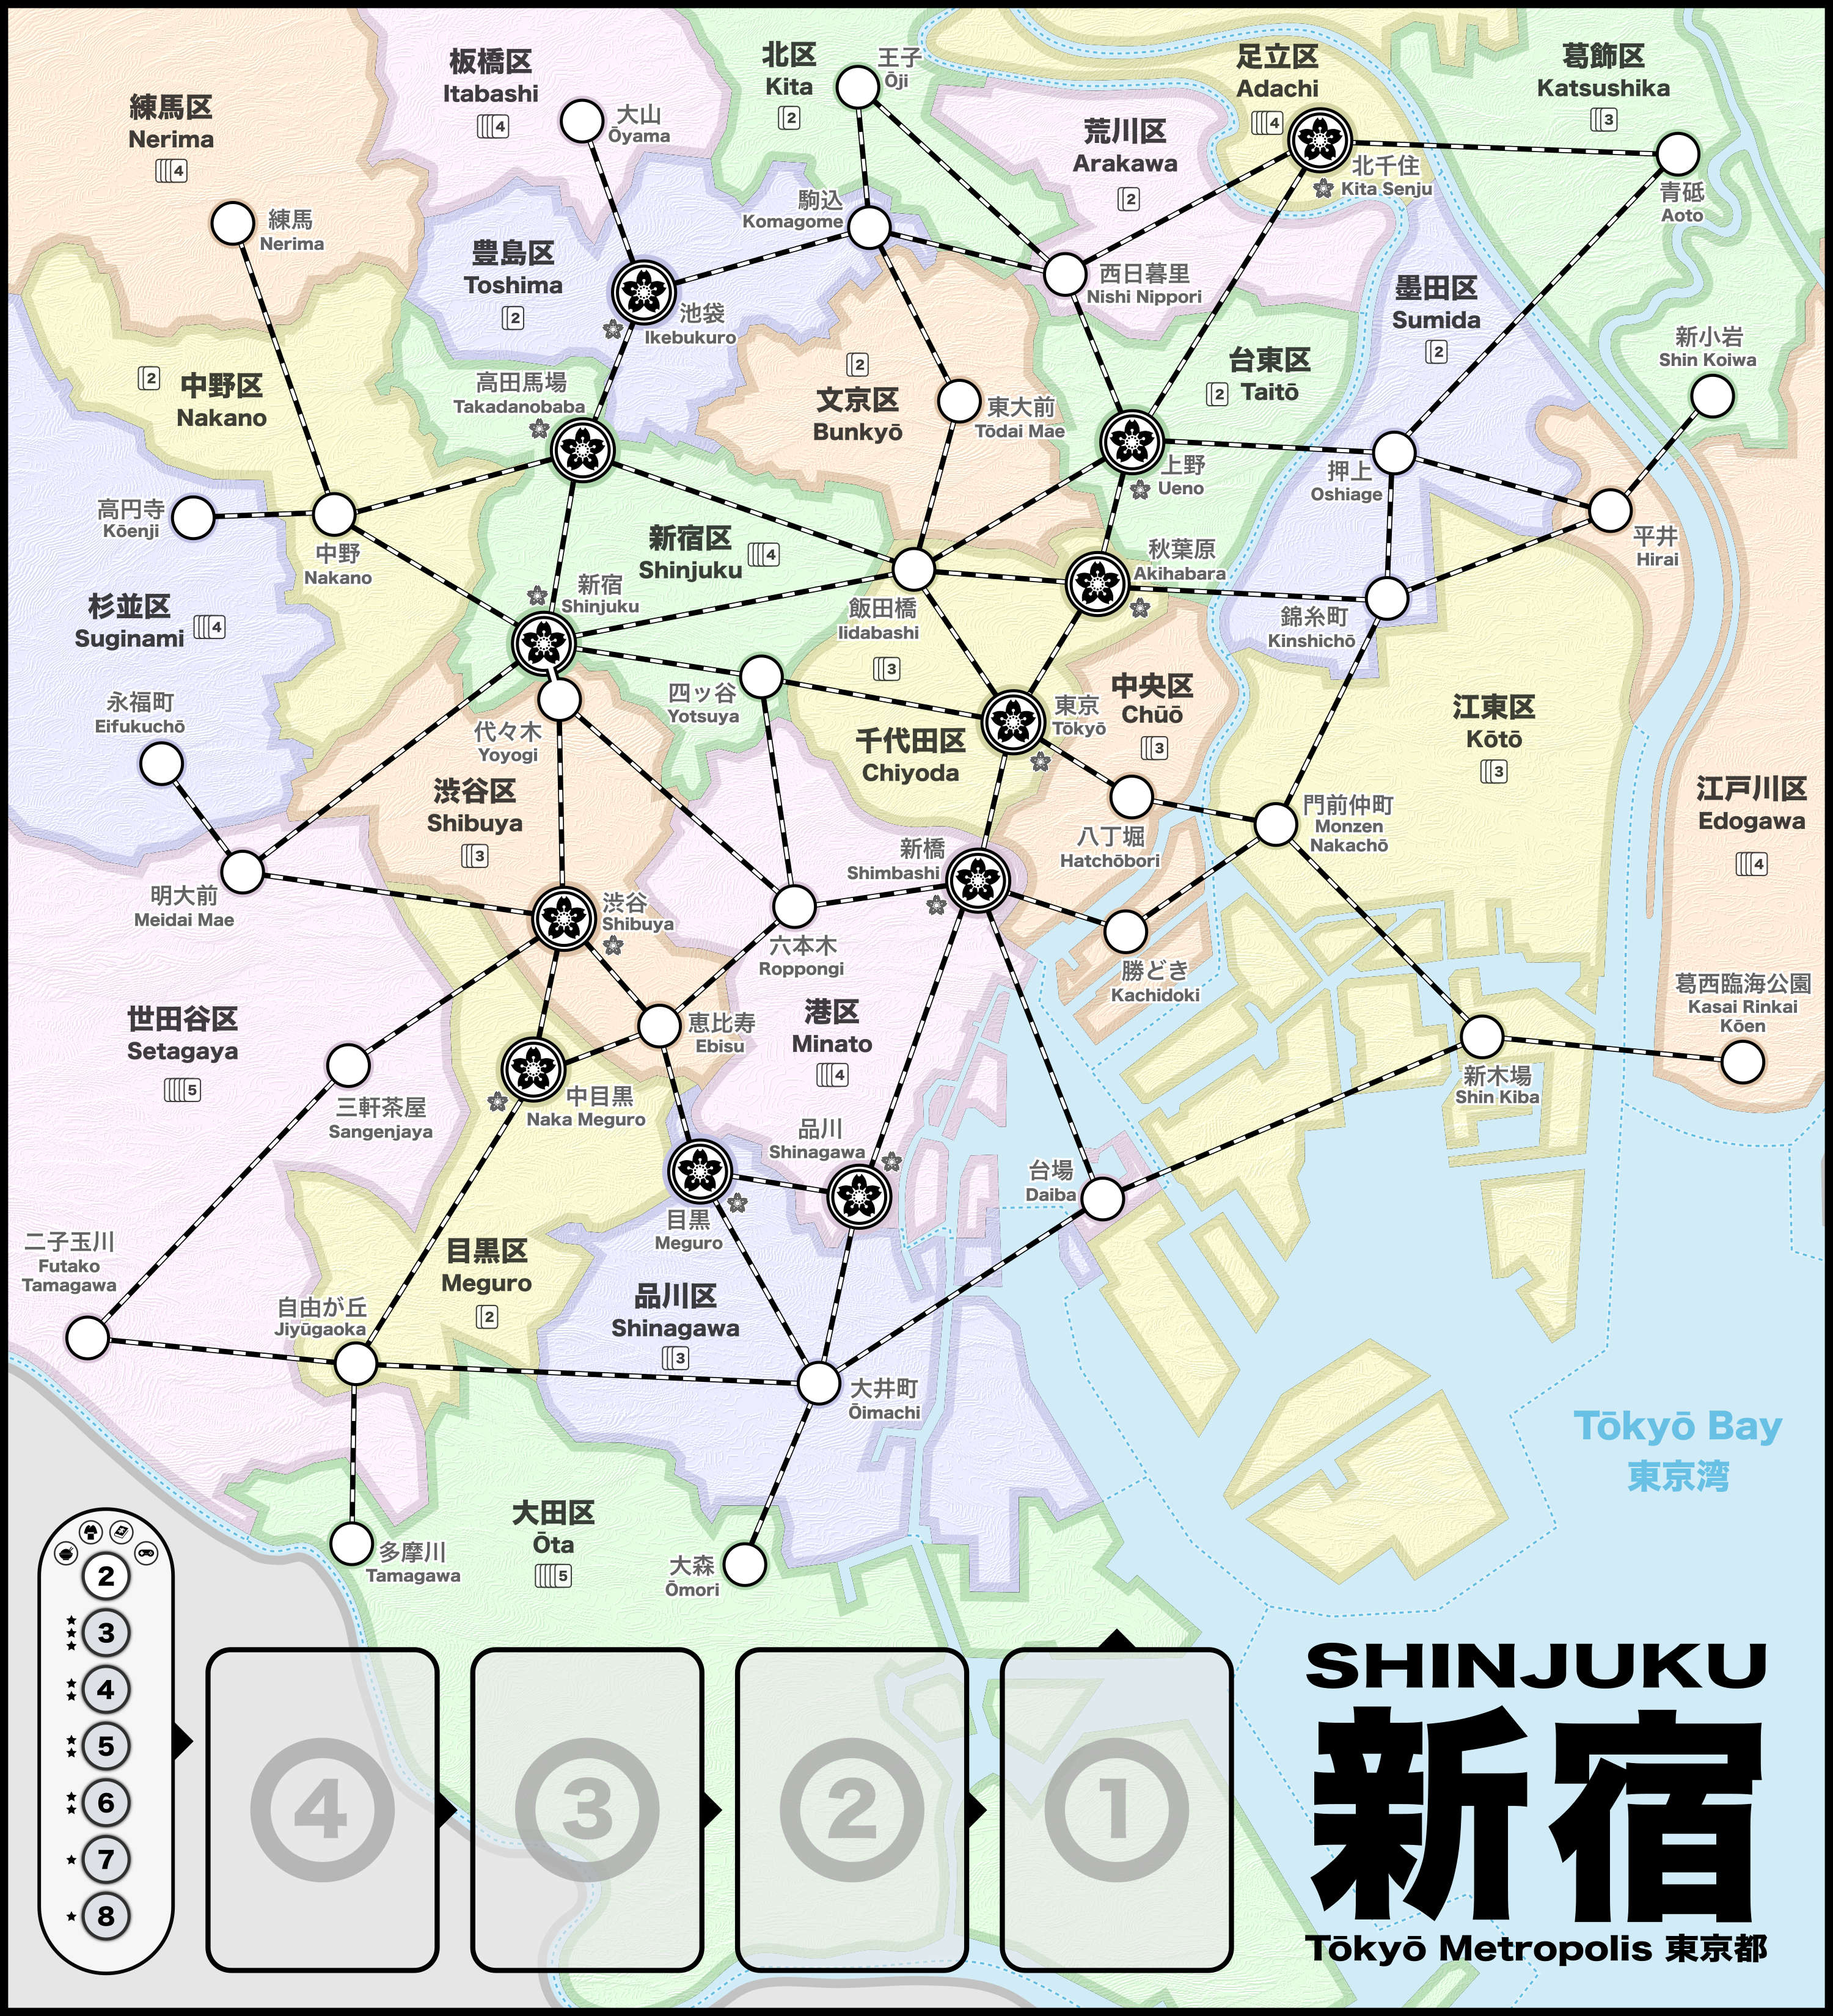 板橋区
Itabashi
4
大山
Ōyama
北区
Kita
2
王子
Ōji
足立区
Adachi
4
北千住
Kita Senju
葛飾区
Katsushika
3
青砥
Aoto
練馬区
Nerima
4
練馬
Nerima
荒川区
Arakawa
2
駒込
Komagome
豊島区
Toshima
2
池袋
Ikebukuro
西日暮里
Nishi Nippori
墨田区
Sumida
2
新小岩
Shin Koiwa
2
中野区
Nakano
高田馬場
Takadanobaba
2
文京区
Bunkyō
東大前
Tōdai Mae
台東区
2
Taitō
上野
Ueno
押上
Oshiage
高円寺
Kōenji
中野
Nakano
新宿区
Shinjuku
4
新宿
Shinjuku
秋葉原
Akihabara
平井
Hirai
飯田橋
Iidabashi
3
錦糸町
Kinshichō
杉並区
Suginami
4
永福町
Eifukuchō
代々木
Yoyogi
四ッ谷
Yotsuya
千代田区
Chiyoda
東京
Tōkyō
中央区
Chūō
3
江東区
Kōtō
3
江戸川区
Edogawa
4
渋谷区
Shibuya
3
八丁堀
Hatchōbori
門前仲町
Monzen
Nakachō
明大前
Meidai Mae
渋谷
Shibuya
新橋
Shimbashi
六本木
Roppongi
勝どき
Kachidoki
葛西臨海公園
Kasai Rinkai
Kōen
世田谷区
Setagaya
5
三軒茶屋
Sangenjaya
恵比寿
Ebisu
港区
Minato
4
中目黒
Naka Meguro
新木場
Shin Kiba
品川
Shinagawa
台場
Daiba
目黒
Meguro
二子玉川
Futako
Tamagawa
目黒区
Meguro
2
自由が丘
Jiyūgaoka
品川区
Shinagawa
3
大井町
Ōimachi
Tōkyō Bay
東京湾
大田区
Ōta
5
多摩川
Tamagawa
大森
Ōmori
2
3
4
5
6
7
8
4
3
2
1
SHINJUKU
新宿
Tōkyō Metropolis 東京都